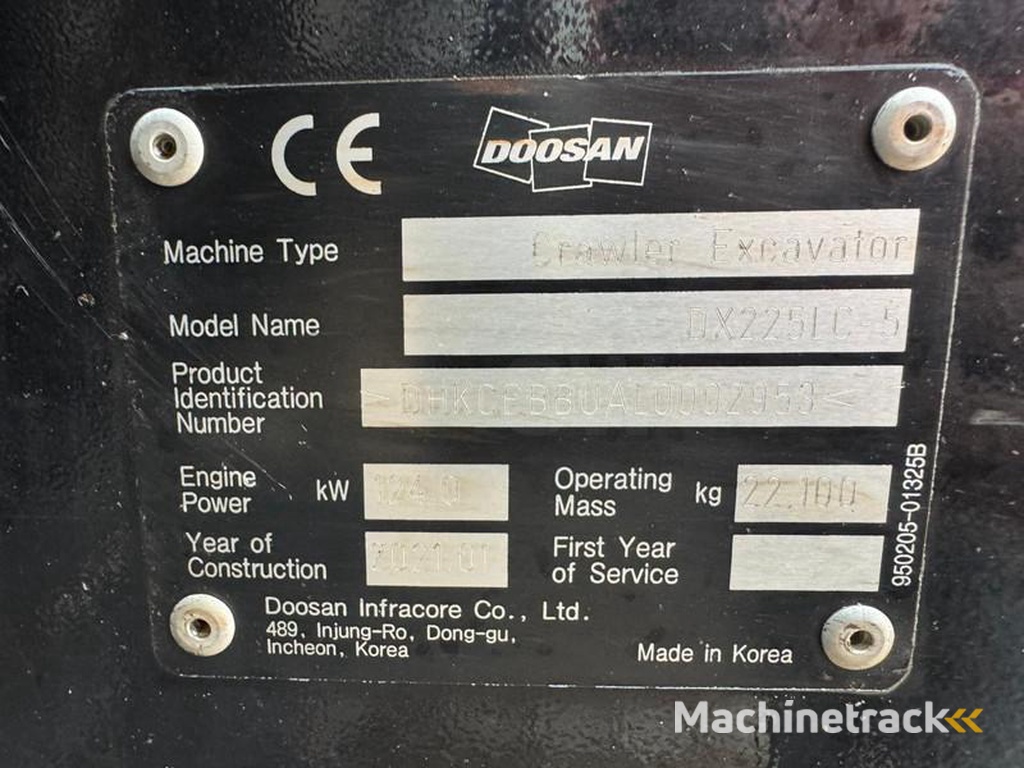 CE DOOSAN
Machine Type Crawler Excavator
Model Name DX225LC-5
Product
Identification
Number
Engine
Power kW 124.0
Operating
Mass kg 22,100
Year of
Construction 2021.01
First Year
of Service
950205-01325B
Doosan Infracore Co., Ltd.
489, Injung-Ro, Dong-gu,
Incheon, Korea
Made in Korea
Machinetrack